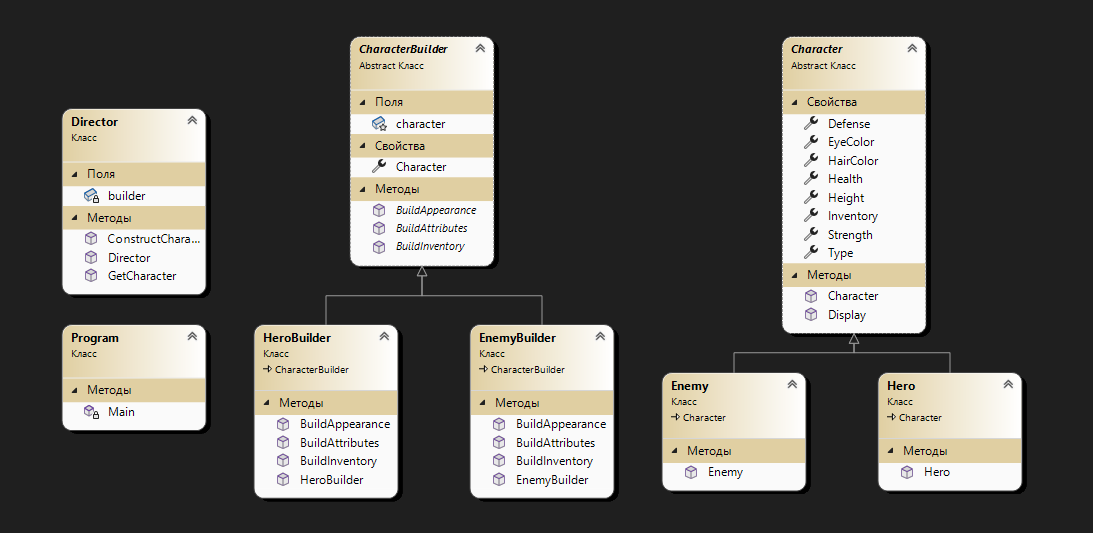 Director
Класс
Поля
builder
Методы
ConstructChara...
Director
GetCharacter
Program
Класс
Методы
Main
CharacterBuilder
Abstract Класс
Поля
character
Свойства
Character
Методы
BuildAppearance
BuildAttributes
BuildInventory
HeroBuilder
Класс
CharacterBuilder
Методы
BuildAppearance
BuildAttributes
BuildInventory
HeroBuilder
EnemyBuilder
Класс
CharacterBuilder
Методы
BuildAppearance
BuildAttributes
BuildInventory
EnemyBuilder
Character
Abstract Класс
Свойства
Defense
EyeColor
HairColor
Health
Height
Inventory
Strength
Type
Методы
Character
Display
Enemy
Класс
Character
Методы
Enemy
Hero
Класс
Character
Методы
Hero